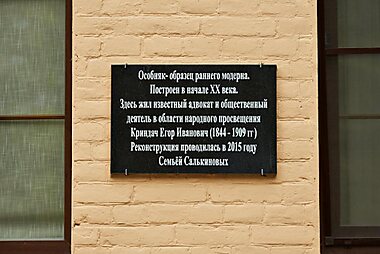 Особняк- образец раннего модерна.
Построен в начале XX века.
Здесь жил известный адвокат и общественный
деятель в области народного просвещения
Криндач Егор Иванович (1844 - 1909 гг)
Реконструкция проводилась в 2015 году
Семьёй Салькиновых